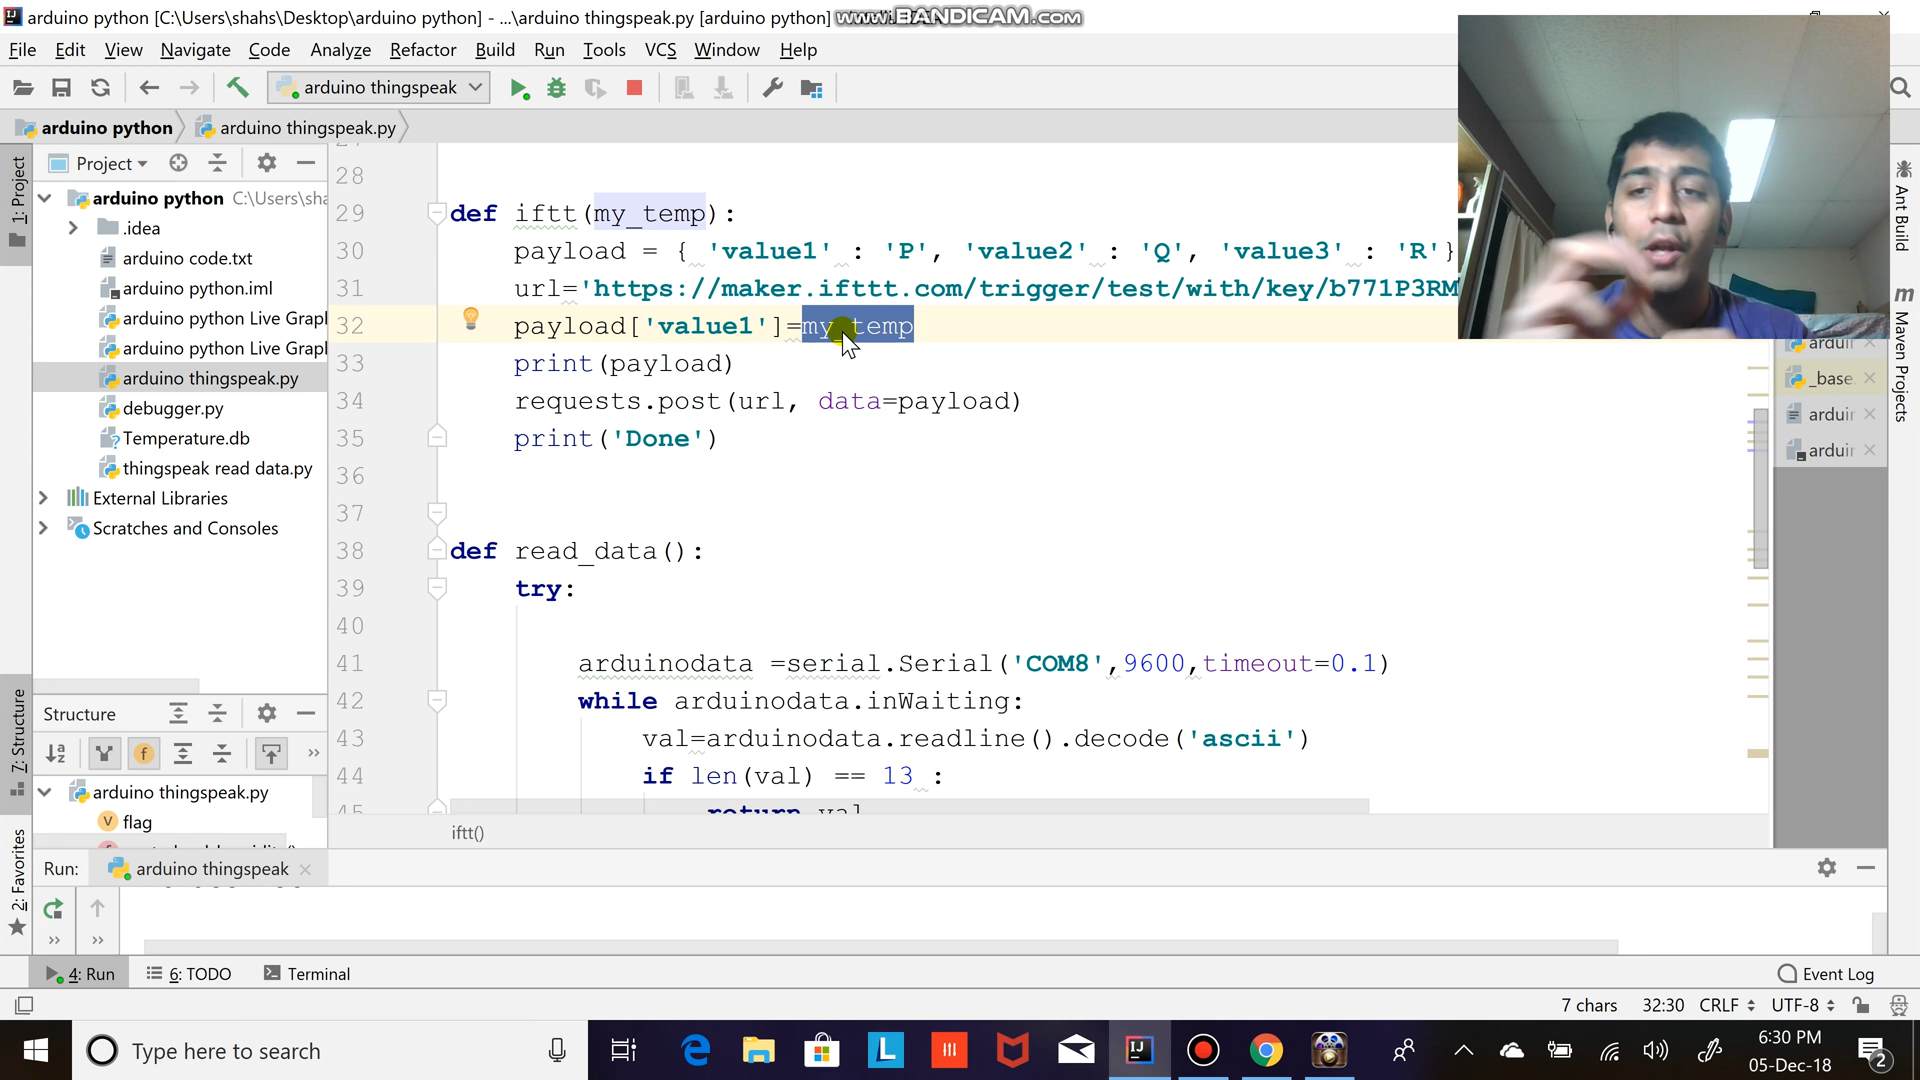 arduino python [C:\Users\shahs\Desktop\arduino python] - ...\arduino thingspeak.py [arduino python]
www.BANDICAM.com
File Edit View Navigate Code Analyze Refactor Build Run Tools VCS Window Help
arduino thingspeak
arduino python
arduino thingspeak.py
1: Project
Project
arduino python C:\Users\sha
.idea
arduino code.txt
arduino python.iml
arduino python Live Grapl
arduino python Live Grapl
arduino thingspeak.py
debugger.py
Temperature.db
thingspeak read data.py
External Libraries
Scratches and Consoles
7: Structure
Structure
arduino thingspeak.py
flag
2: Favorites
28
29 def iftt(my_temp):
30 payload = { 'value1' : 'P', 'value2' : 'Q', 'value3' : 'R'}
31 url='https://maker.ifttt.com/trigger/test/with/key/b771P3RM
32 payload['value1']=my_temp
33 print(payload)
34 requests.post(url, data=payload)
35 print('Done')
36
37
38 def read_data():
39 try:
40
41 arduinodata =serial.Serial('COM8',9600,timeout=0.1)
42 while arduinodata.inWaiting:
43 val=arduinodata.readline().decode('ascii')
44 if len(val) == 13 :
45 return val
iftt()
Ant Build
Maven Projects
arduir
_base.
arduir
arduir
Run: arduino thingspeak
4: Run 6: TODO Terminal
Event Log
7 chars 32:30 CRLF UTF-8
Type here to search
6:30 PM
05-Dec-18
2